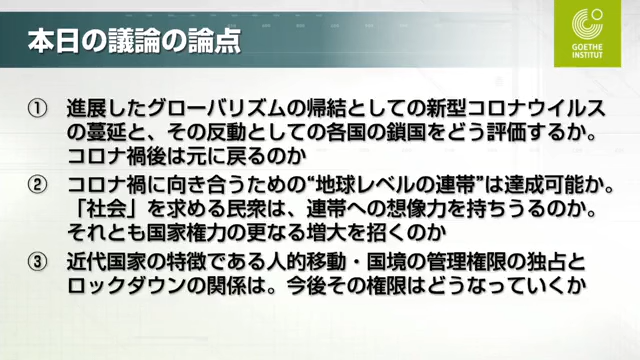 本日の議論の論点
GOETHE
INSTITUT
① 進展したグローバリズムの帰結としての新型コロナウイルス
の蔓延と、その反動としての各国の鎖国をどう評価するか。
コロナ禍後は元に戻るのか
② コロナ禍に向き合うための“地球レベルの連帯”は達成可能か。
「社会」を求める民衆は、連帯への想像力を持ちうるのか。
それとも国家権力の更なる増大を招くのか
③ 近代国家の特徴である人的移動・国境の管理権限の独占と
ロックダウンの関係は。今後その権限はどうなっていくか